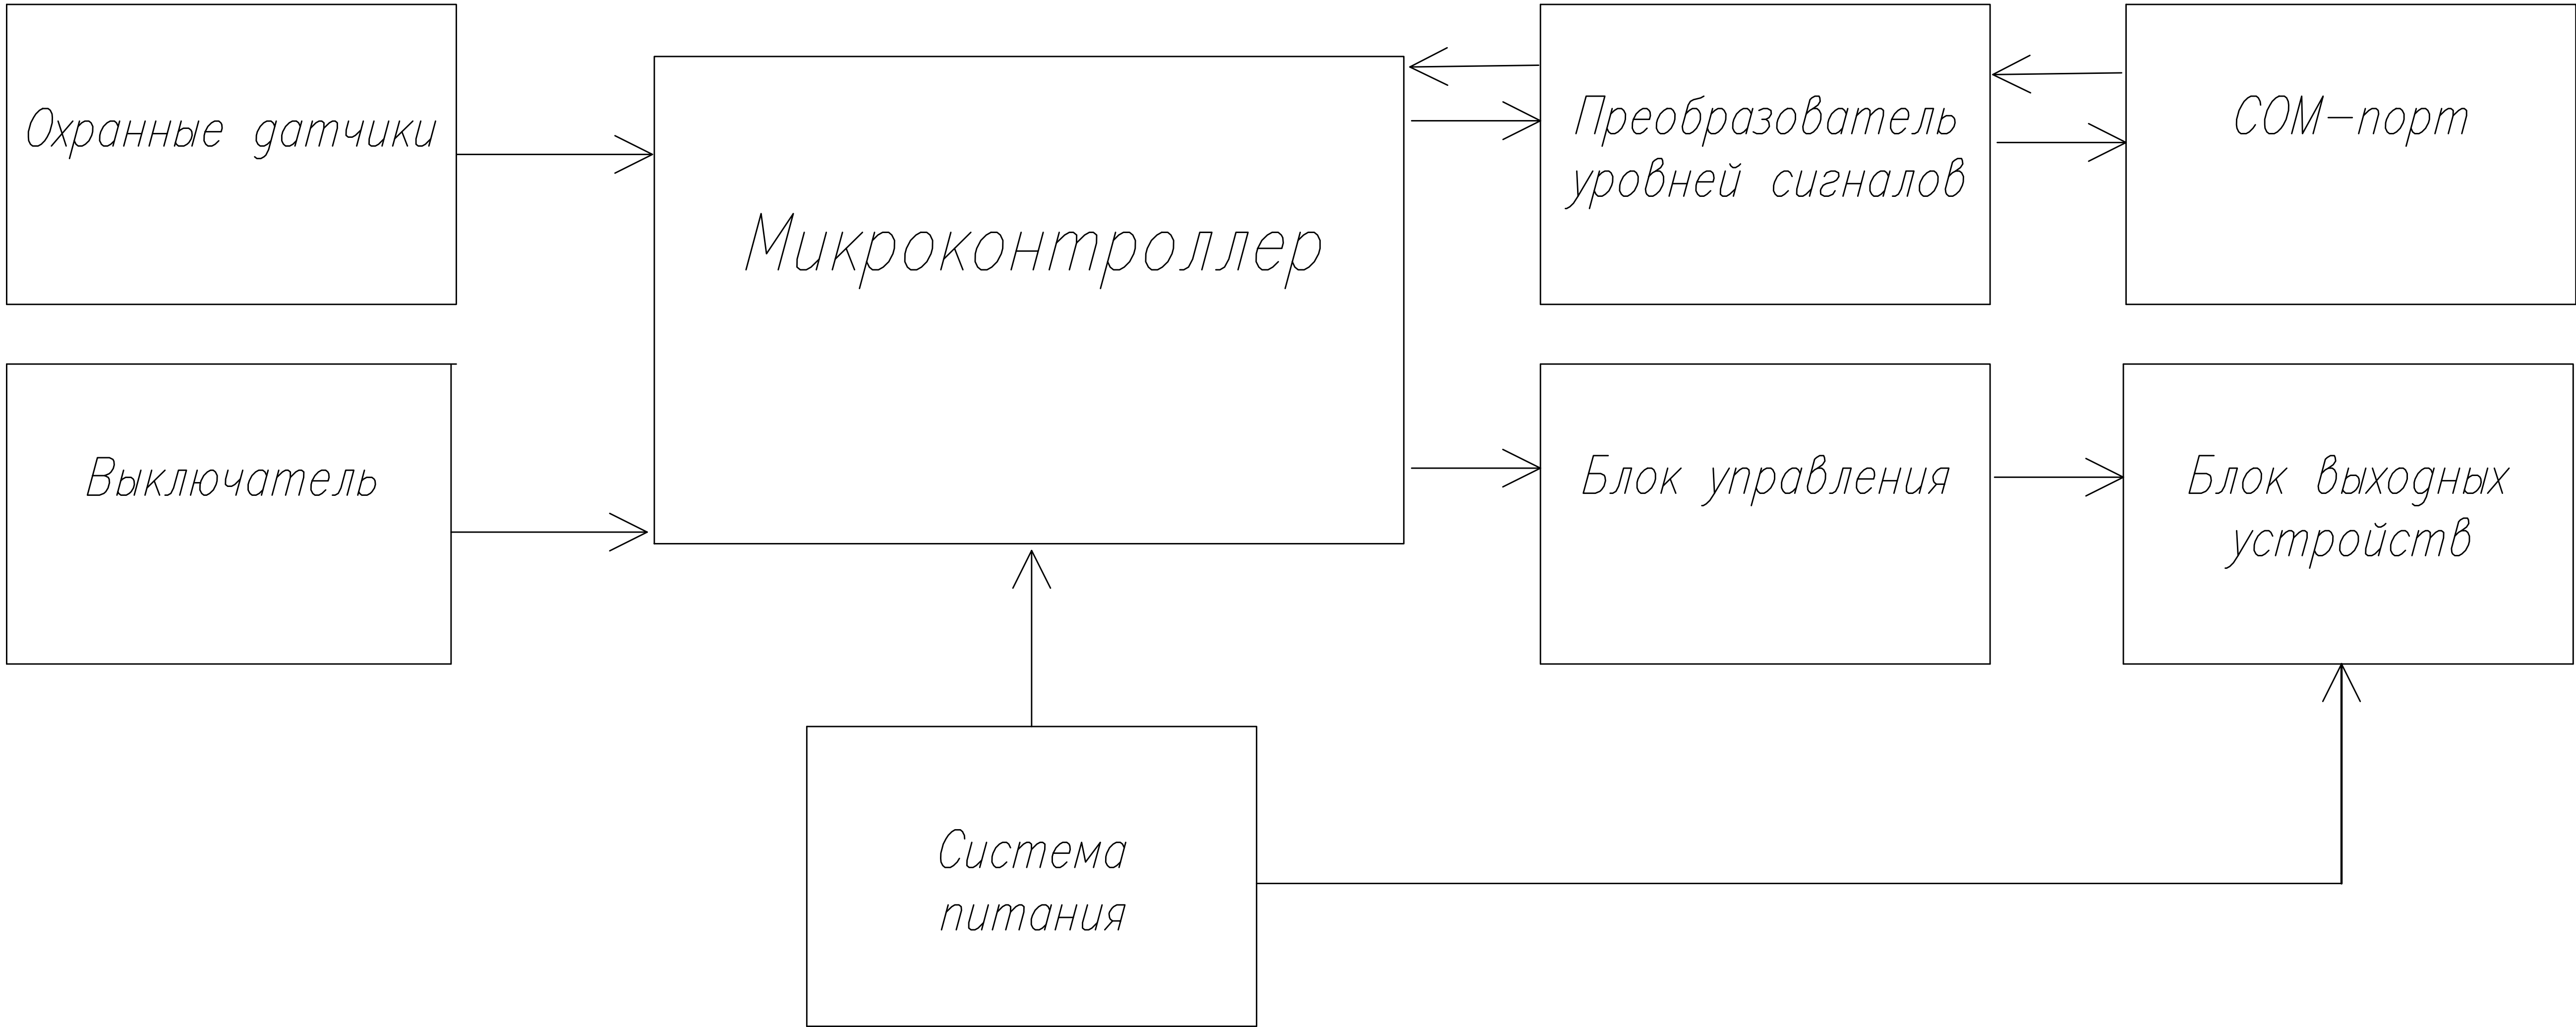 Охранные датчики
Микроконтроллер
Преобразователь
уровней сигналов
COM-порт
Выключатель
Блок управления
Блок выходных
устройств
Система
питания